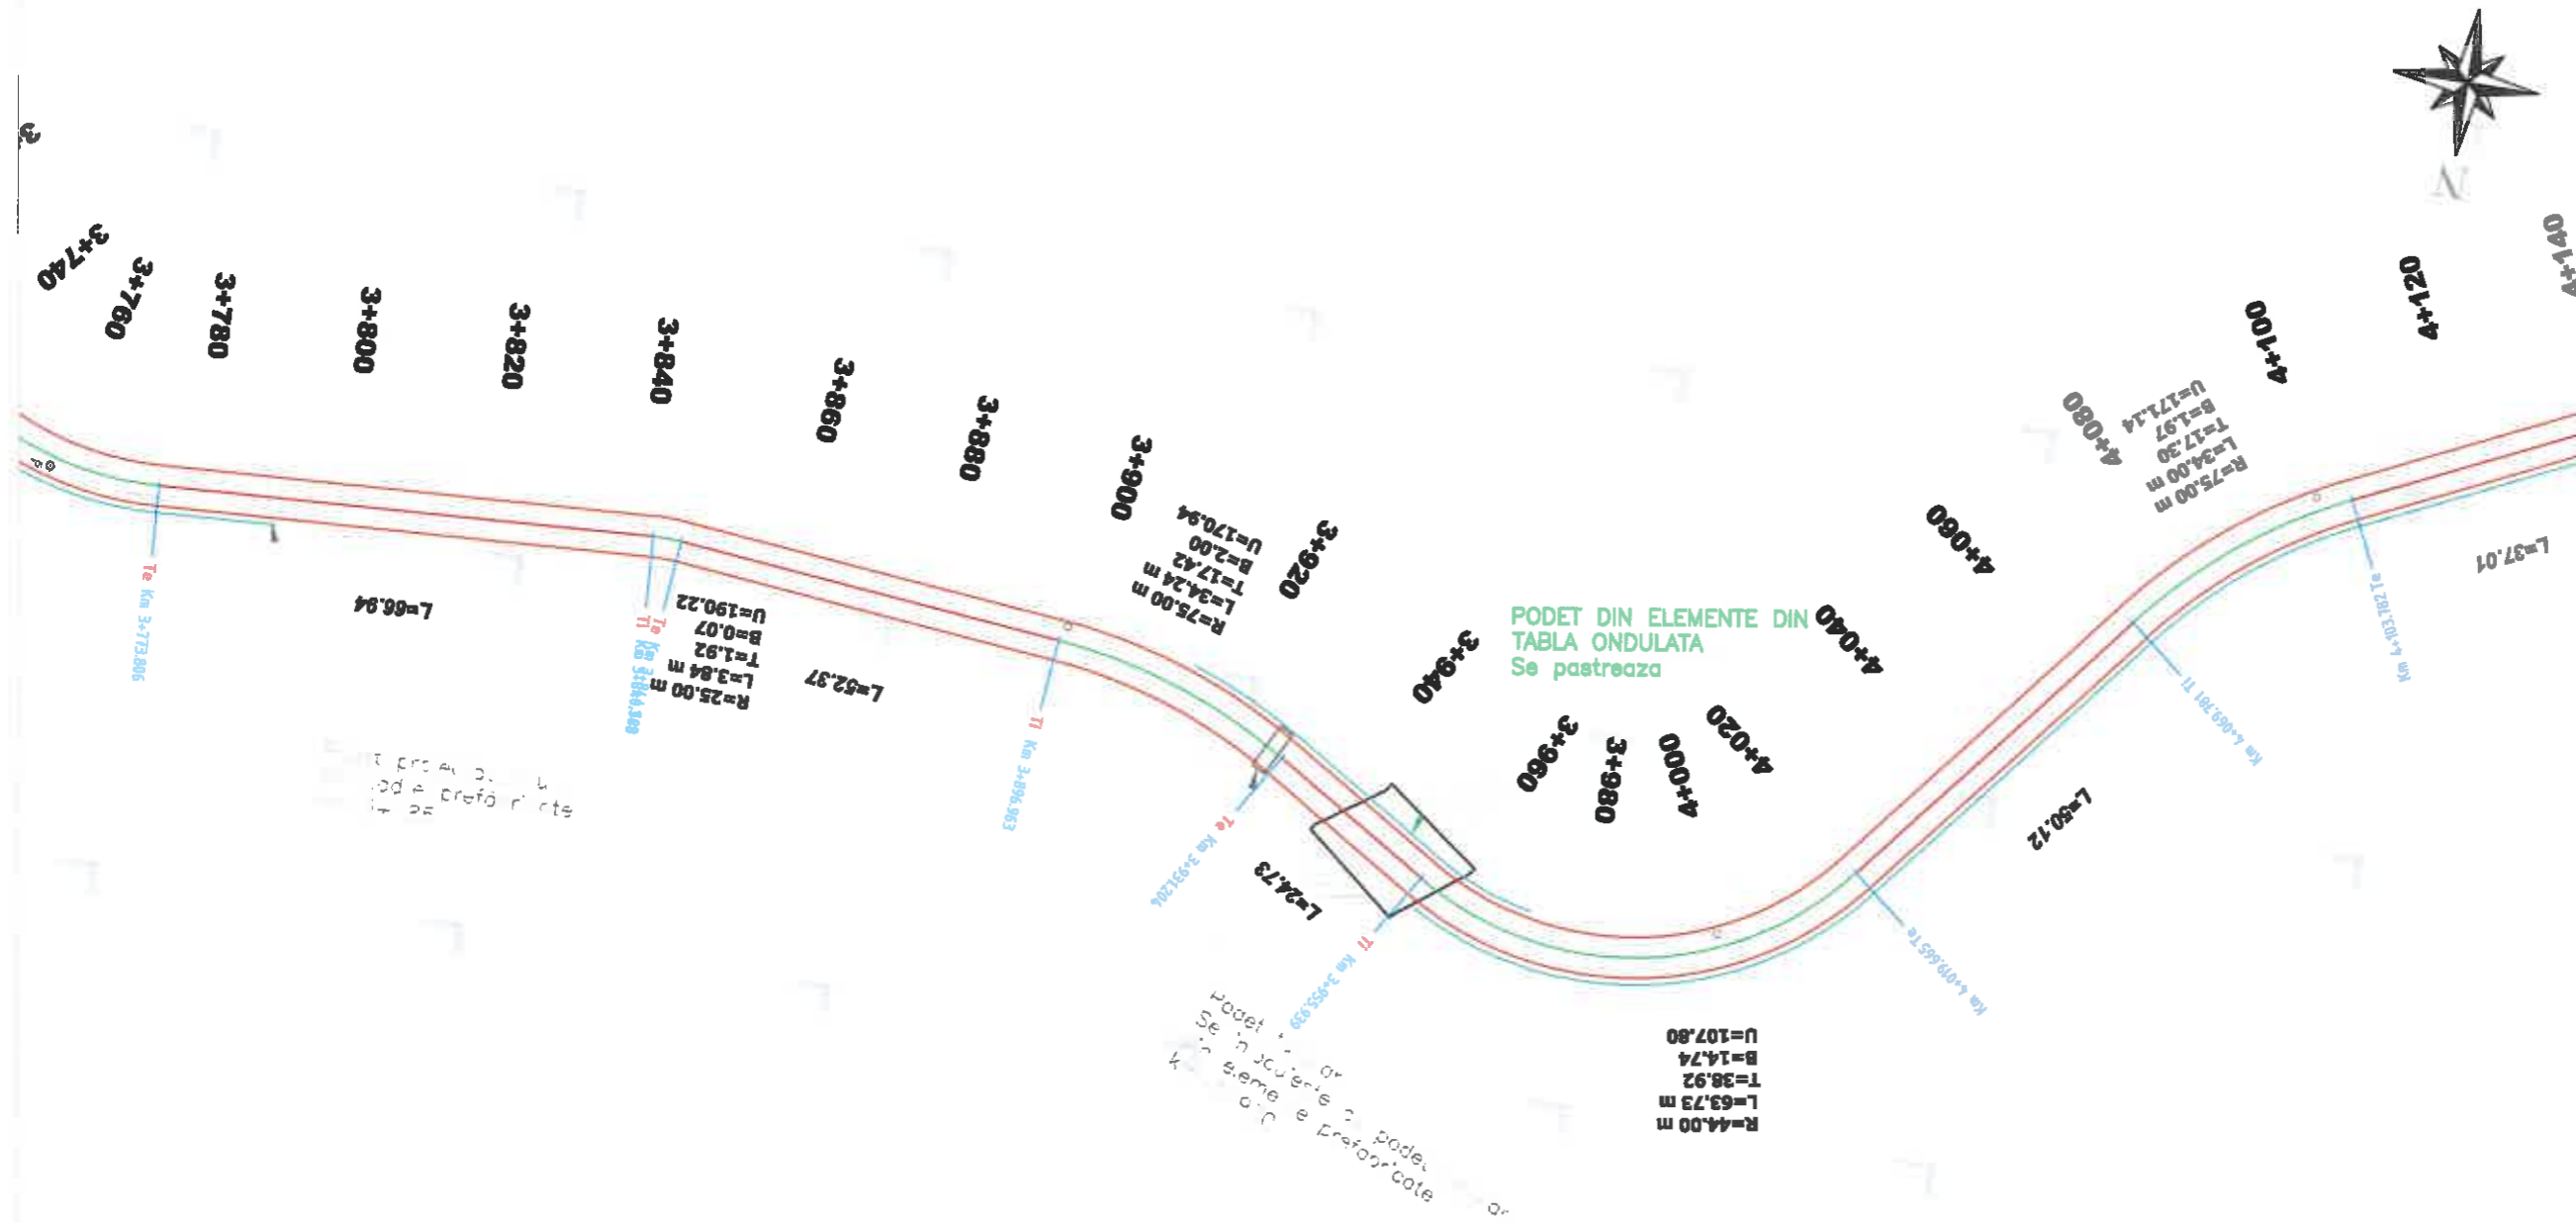 N
3+740
3+760
3+780
3+800
3+820
3+840
3+860
3+880
3+900
3+920
3+940
3+960
3+980
4+000
4+020
4+040
4+060
4+080
4+100
4+120
4+140
Te Km 3+773.806
L=66.94
Ti
Te
R=25.00 m
L=3.84 m
T=1.92
B=0.07
U=190.22
L=52.37
Ti Km 3+896.963
R=75.00 m
L=34.24 m
T=17.42
B=2.00
U=170.94
Te Km 3+931.204
L=24.73
Ti Km 3+955.939
PODET DIN ELEMENTE DIN
TABLA ONDULATA
Se pastreaza
R=44.00 m
L=63.73 m
T=38.92
B=14.74
U=107.80
Km 4+019.665 Te
L=50.12
Km 4+069.781 Ti
R=75.00 m
L=34.00 m
T=17.30
B=1.97
U=171.14
Km 4+103.782 Te
L=37.01
Podet
Se
podet
prefabricate